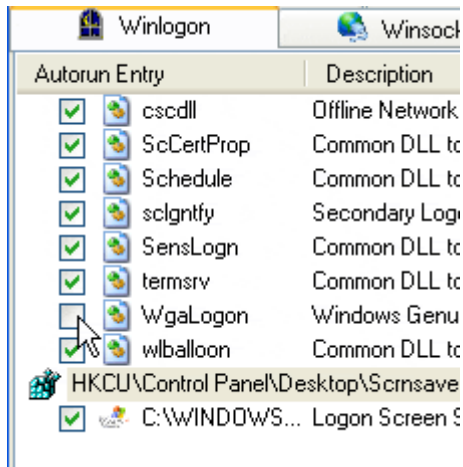 Winlogon Winsock
Autorun Entry Description
cscdll Offline Network
ScCertProp Common DLL to
Schedule Common DLL to
sclgntfy Secondary Logo
SensLogn Common DLL to
termsrv Common DLL to
WgaLogon Windows Genu
wlballoon Common DLL to
HKCU\Control Panel\Desktop\Scrnsave
C:\WINDOWS... Logon Screen S